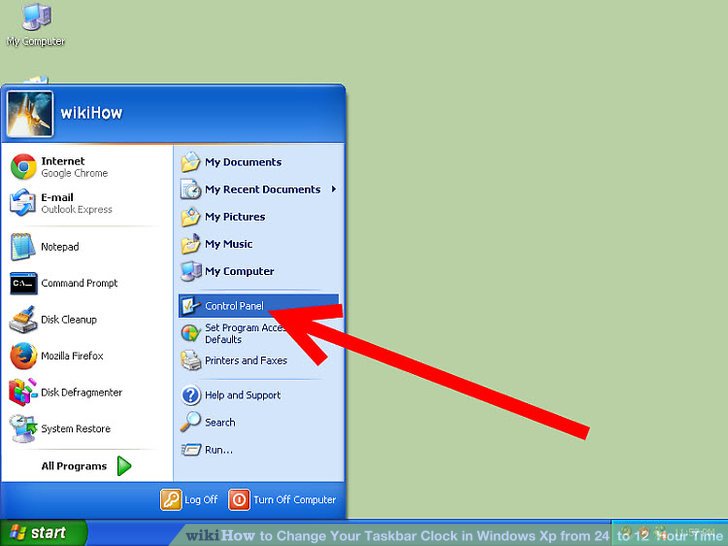 My Computer
wikiHow
Internet
Google Chrome
E-mail
Outlook Express
Notepad
Command Prompt
C:\_
Disk Cleanup
Mozilla Firefox
Disk Defragmenter
System Restore
All Programs
My Documents
My Recent Documents
My Pictures
My Music
My Computer
Control Panel
Set Program Acce
Defaults
Printers and Faxes
Help and Support
Search
Run...
Log Off
Turn Off Computer
start
wikiHow to Change Your Taskbar Clock in Windows Xp from 24 to 12 Hour Time